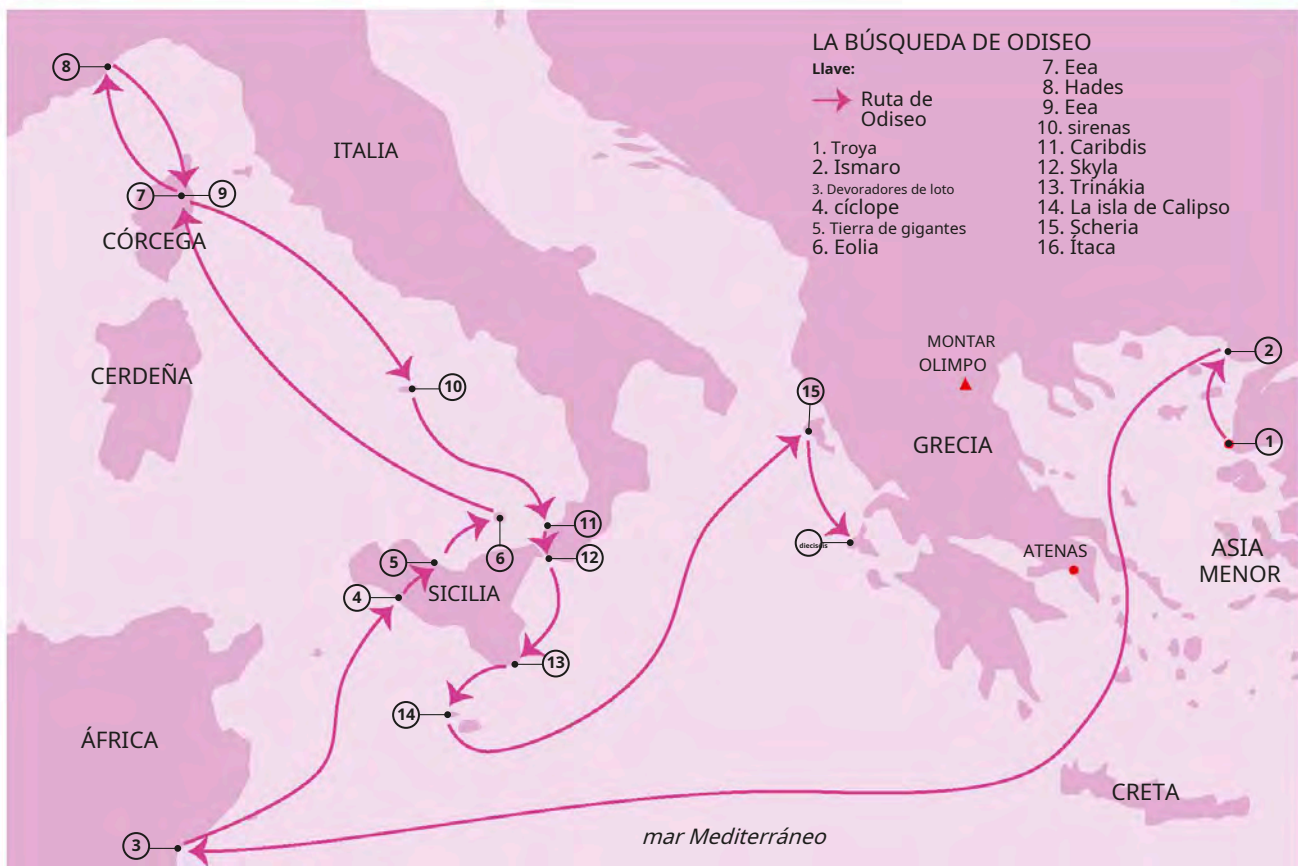 LA BÚSQUEDA DE ODISEO
Llave:
Ruta de
Odiseo
1. Troya
2. Ismaro
3. Devoradores de loto
4. cíclope
5. Tierra de gigantes
6. Eolia
7. Eea
8. Hades
9. Eea
10. sirenas
11. Caribdis
12. Skyla
13. Trinákia
14. La isla de Calipso
15. Scheria
16. Ítaca
8
ITALIA
7
9
CÓRCEGA
CERDEÑA
10
MONTAR
OLIMPO
2
15
GRECIA
1
11
6
12
dieciséis
5
ATENAS
ASIA
MENOR
4
SICILIA
13
14
ÁFRICA
CRETA
mar Mediterráneo
3